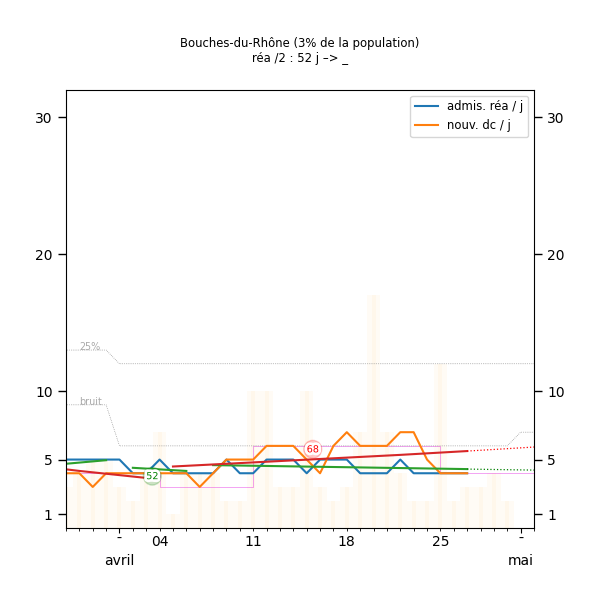 Bouches-du-Rhône (3% de la population)
réa /2 : 52 j –> _
admis. réa / j
nouv. dc / j
30
30
20
20
25%
10
10
bruit
5
5
68
52
1
1
- 04 11 18 25 -
avril mai